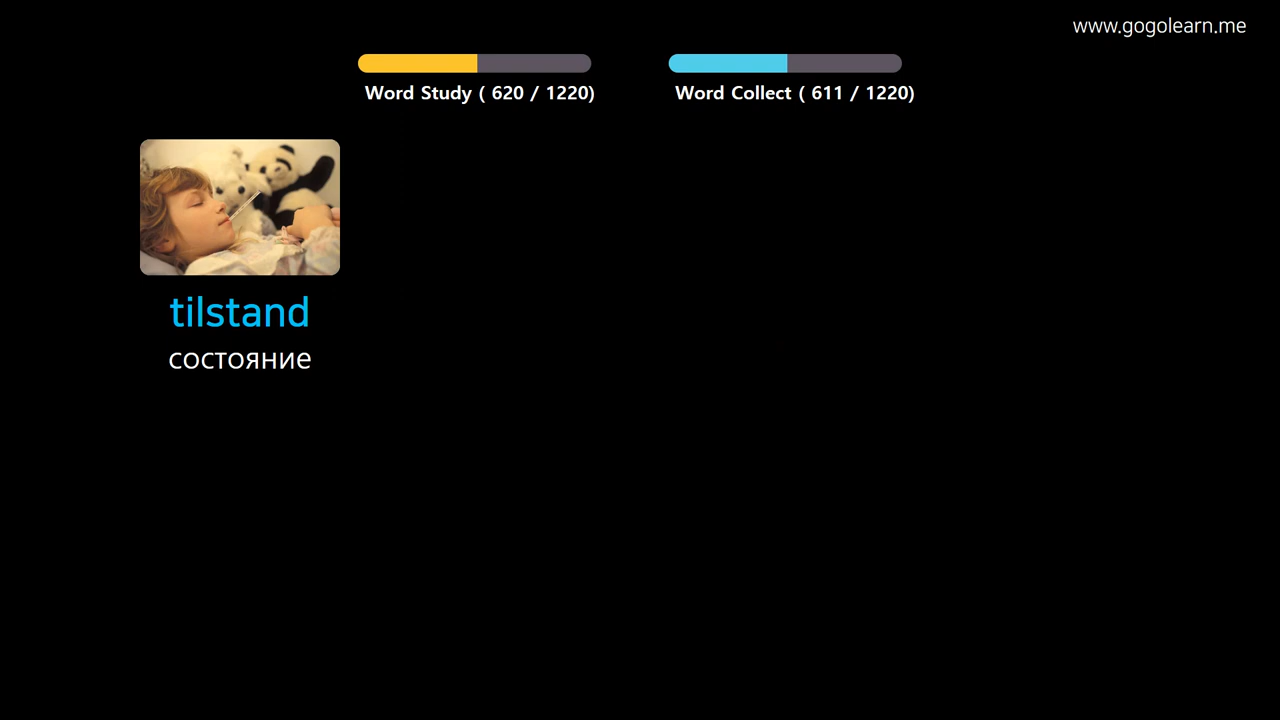 www.gogolearn.me
Word Study ( 620 / 1220)
Word Collect ( 611 / 1220)
tilstand
состояние